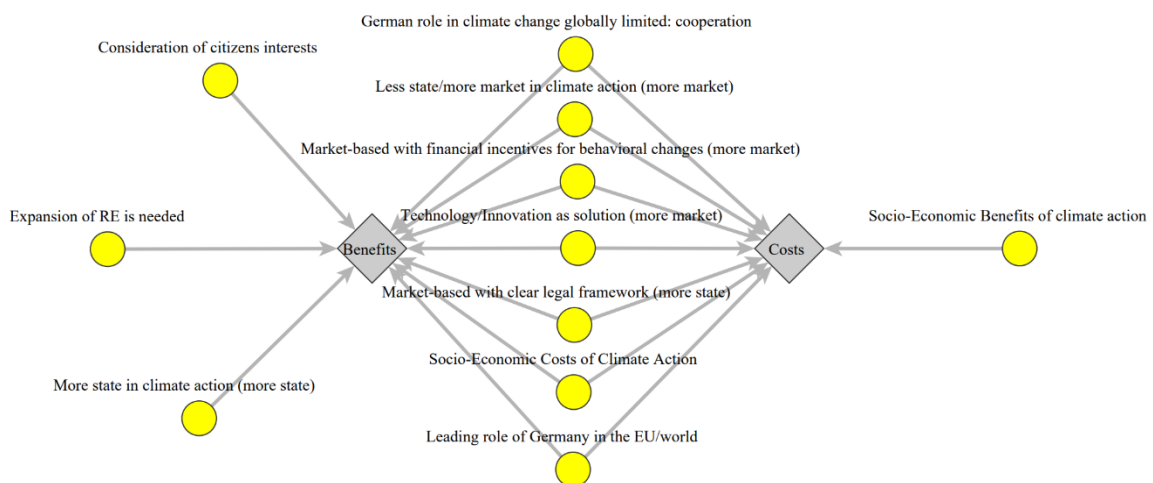 German role in climate change globally limited: cooperation
Consideration of citizens interests
Less state/more market in climate action (more market)
Market-based with financial incentives for behavioral changes (more market)
Expansion of RE is needed
Technology/Innovation as solution (more market)
Socio-Economic Benefits of climate action
Benefits
Costs
Market-based with clear legal framework (more state)
Socio-Economic Costs of Climate Action
More state in climate action (more state)
Leading role of Germany in the EU/world